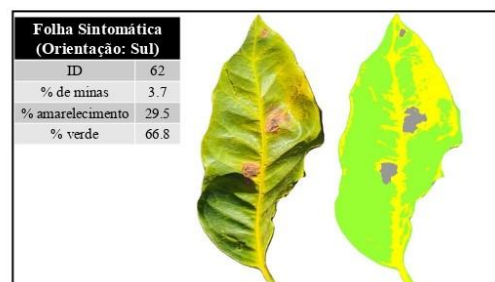 Folha Sintomática
(Orientação: Sul)
ID 62
% de minas 3.7
% amarelecimento 29.5
% verde 66.8